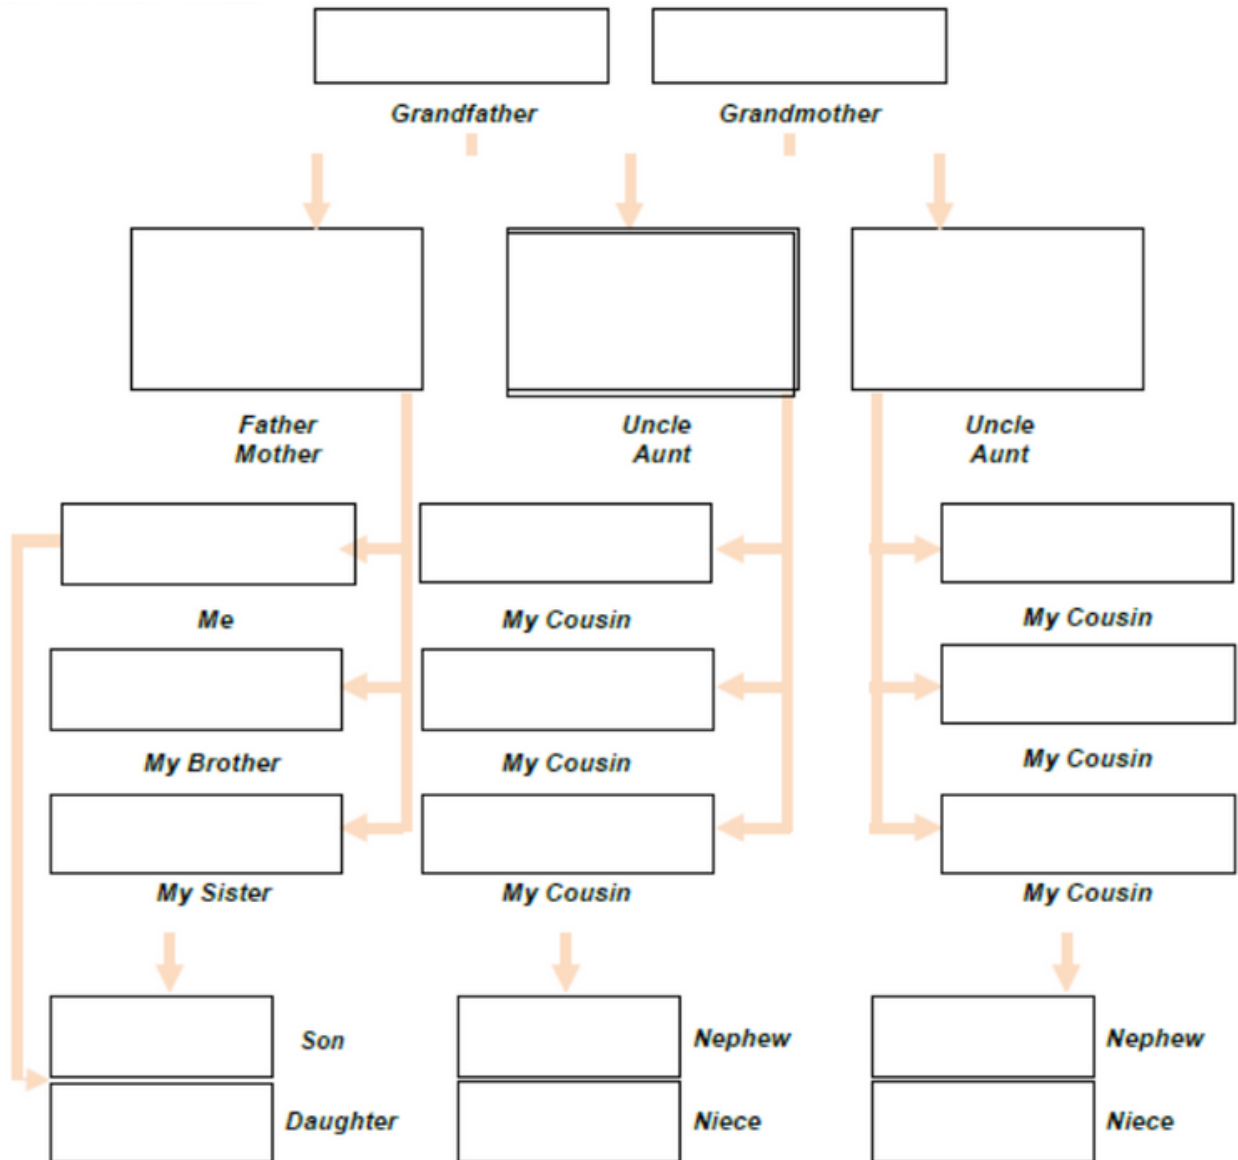 Grandfather
Grandmother
Father
Mother
Uncle
Aunt
Uncle
Aunt
Me
My Cousin
My Cousin
My Brother
My Cousin
My Cousin
My Sister
My Cousin
My Cousin
Son
Nephew
Nephew
Daughter
Niece
Niece